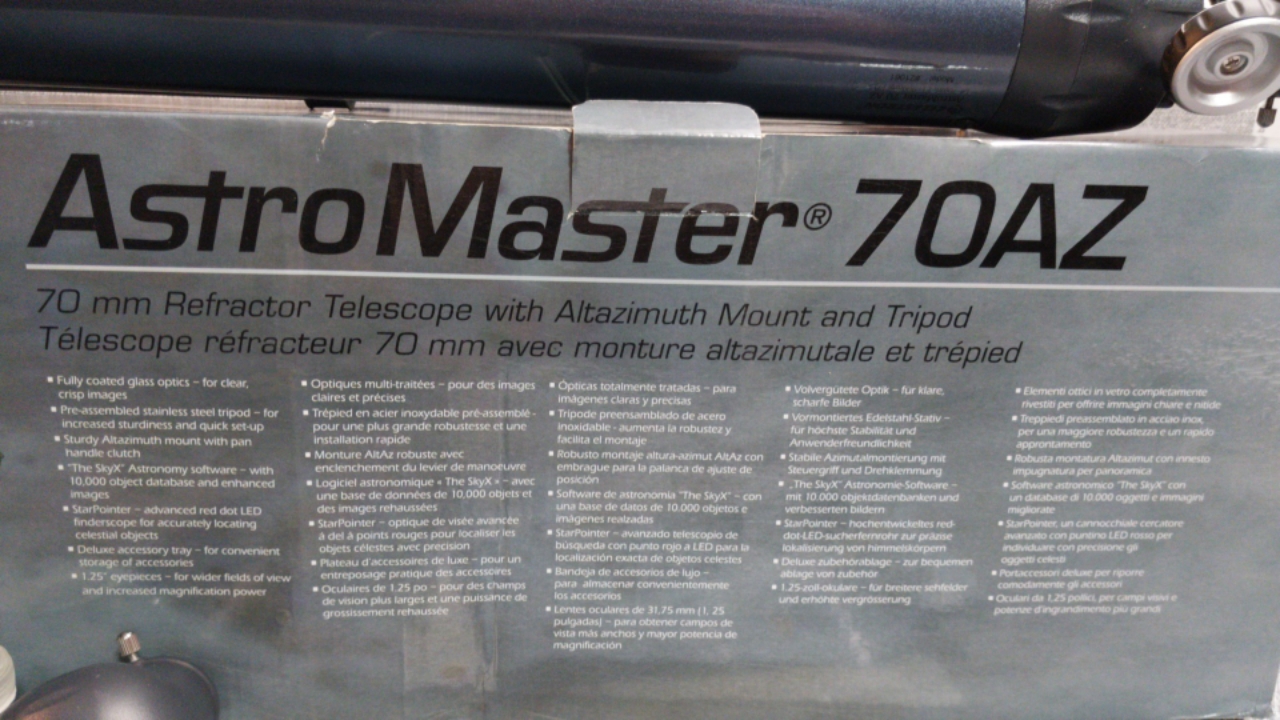 AstroMaster® 70AZ
70 mm Refractor Telescope with Altazimuth Mount and Tripod
Télescope réfracteur 70 mm avec monture altazimutale et trépied
▪ Fully coated glass optics – for clear,
crisp images
▪ Pre-assembled stainless steel tripod – for
increased sturdiness and quick set-up
▪ Sturdy Altazimuth mount with pan
handle clutch
▪ "The SkyX" Astronomy software – with
10,000 object database and enhanced
images
▪ StarPointer – advanced red dot LED
finderscope for accurately locating
celestial objects
▪ Deluxe accessory tray – for convenient
storage of accessories
▪ 1.25" eyepieces – for wider fields of view
and increased magnification power
▪ Optiques multi-traitées – pour des images
claires et précises
▪ Trépied en acier inoxydable pré-assemblé -
pour une plus grande robustesse et une
installation rapide
▪ Monture AltAz robuste avec
enclenchement du levier de manoeuvre
▪ Logiciel astronomique « The SkyX » – avec
une base de données de 10,000 objets et
des images rehaussées
▪ StarPointer – optique de visée avancée
à del à points rouges pour localiser les
objets célestes avec précision
▪ Plateau d'accessoires de luxe – pour un
entreposage pratique des accessoires
▪ Oculaires de 1.25 po – pour des champs
de vision plus larges et une puissance de
grossissement rehaussée
▪ Ópticas totalmente tratadas – para
imágenes claras y precisas
▪ Trípode preensamblado de acero
inoxidable - aumenta la robustez y
facilita el montaje
▪ Robusto montaje altura-azimut AltAz con
embrague para la palanca de ajuste de
posición
▪ Software de astronomía "The SkyX" – con
una base de datos de 10.000 objetos e
imágenes realzadas
▪ StarPointer – avanzado telescopio de
búsqueda con punto rojo a LED para la
localización exacta de objetos celestes
▪ Bandeja de accesorios de lujo –
para almacenar convenientemente
los accesorios
▪ Lentes oculares de 31,75 mm (1, 25
pulgadas) – para obtener campos de
vista más anchos y mayor potencia de
magnificación
▪ Volvergütete Optik – für klare,
scharfe Bilder
▪ Vormontiertes Edelstahl-Stativ –
für höchste Stabilität und
Anwenderfreundlichkeit
▪ Stabile Azimutalmontierung mit
Steuergriff und Drehklemmung
▪ „The SkyX" Astronomie-Software –
mit 10.000 objeksdatenbanken und
verbesserten bildern
▪ StarPointer – hochentwickeltes red-
dot-LED-sucherfernrohr zur präzise
lokalisierung von himmelskörpern
▪ Deluxe zubehörablage – zur bequemen
ablage von zubehör
▪ 1.25-zoll-okulare – für breitere sehfelder
und erhöhte vergrösserung
▪ Elementi ottici in vetro completamente
rivestiti per offrire immagini chiare e nitide
▪ Treppiedi preassemblato in acciao inox,
per una maggiore robustezza e un rapido
approntamento
▪ Robusta montatura Altazimut con innesto
impugnatura per panoramica
▪ Software astronomico "The SkyX" con
un database di 10.000 oggetti e immagini
migliorate
▪ StarPointer, un cannocchiale cercatore
avanzato con puntino LED rosso per
individuare con precisione gli
oggetti celesti
▪ Portaccessori deluxe per riporre
comodamente gli accessori
▪ Oculari da 1,25 pollici, per campi visivi e
potenze d'ingrandimento più grandi